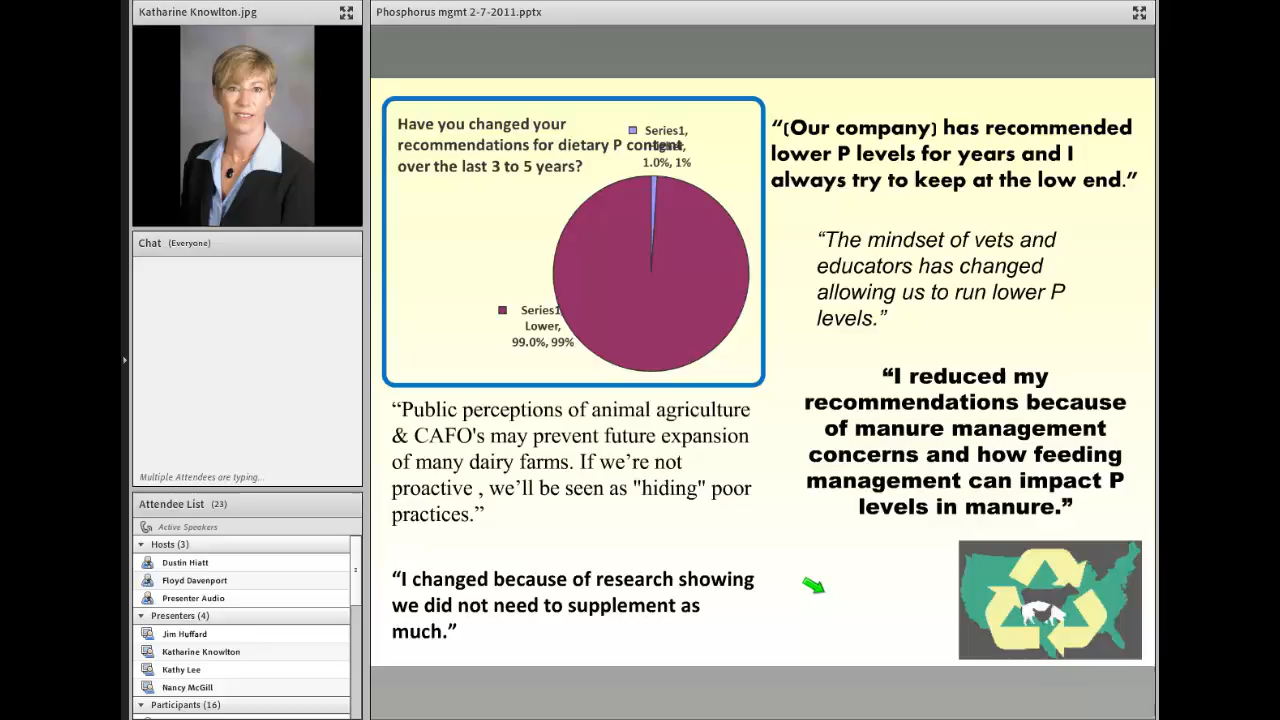 Katharine Knowlton.jpg
Phosphorus mgmt 2-7-2011.pptx
Chat (Everyone)
Multiple Attendees are typing...
Attendee List (23)
Active Speakers
Hosts (3)
Dustin Hiatt
Floyd Davenport
Presenter Audio
Presenters (4)
Jim Huffard
Katharine Knowlton
Kathy Lee
Nancy McGill
Participants (16)
Have you changed your
recommendations for dietary P content
over the last 3 to 5 years?
Series1,
1.0%, 1%
Series1,
Lower,
99.0%, 99%
“(Our company) has recommended
lower P levels for years and I
always try to keep at the low end.”
“The mindset of vets and
educators has changed
allowing us to run lower P
levels.”
“I reduced my
recommendations because
of manure management
concerns and how feeding
management can impact P
levels in manure.”
“Public perceptions of animal agriculture
& CAFO's may prevent future expansion
of many dairy farms. If we’re not
proactive , we’ll be seen as "hiding" poor
practices.”
“I changed because of research showing
we did not need to supplement as
much.”